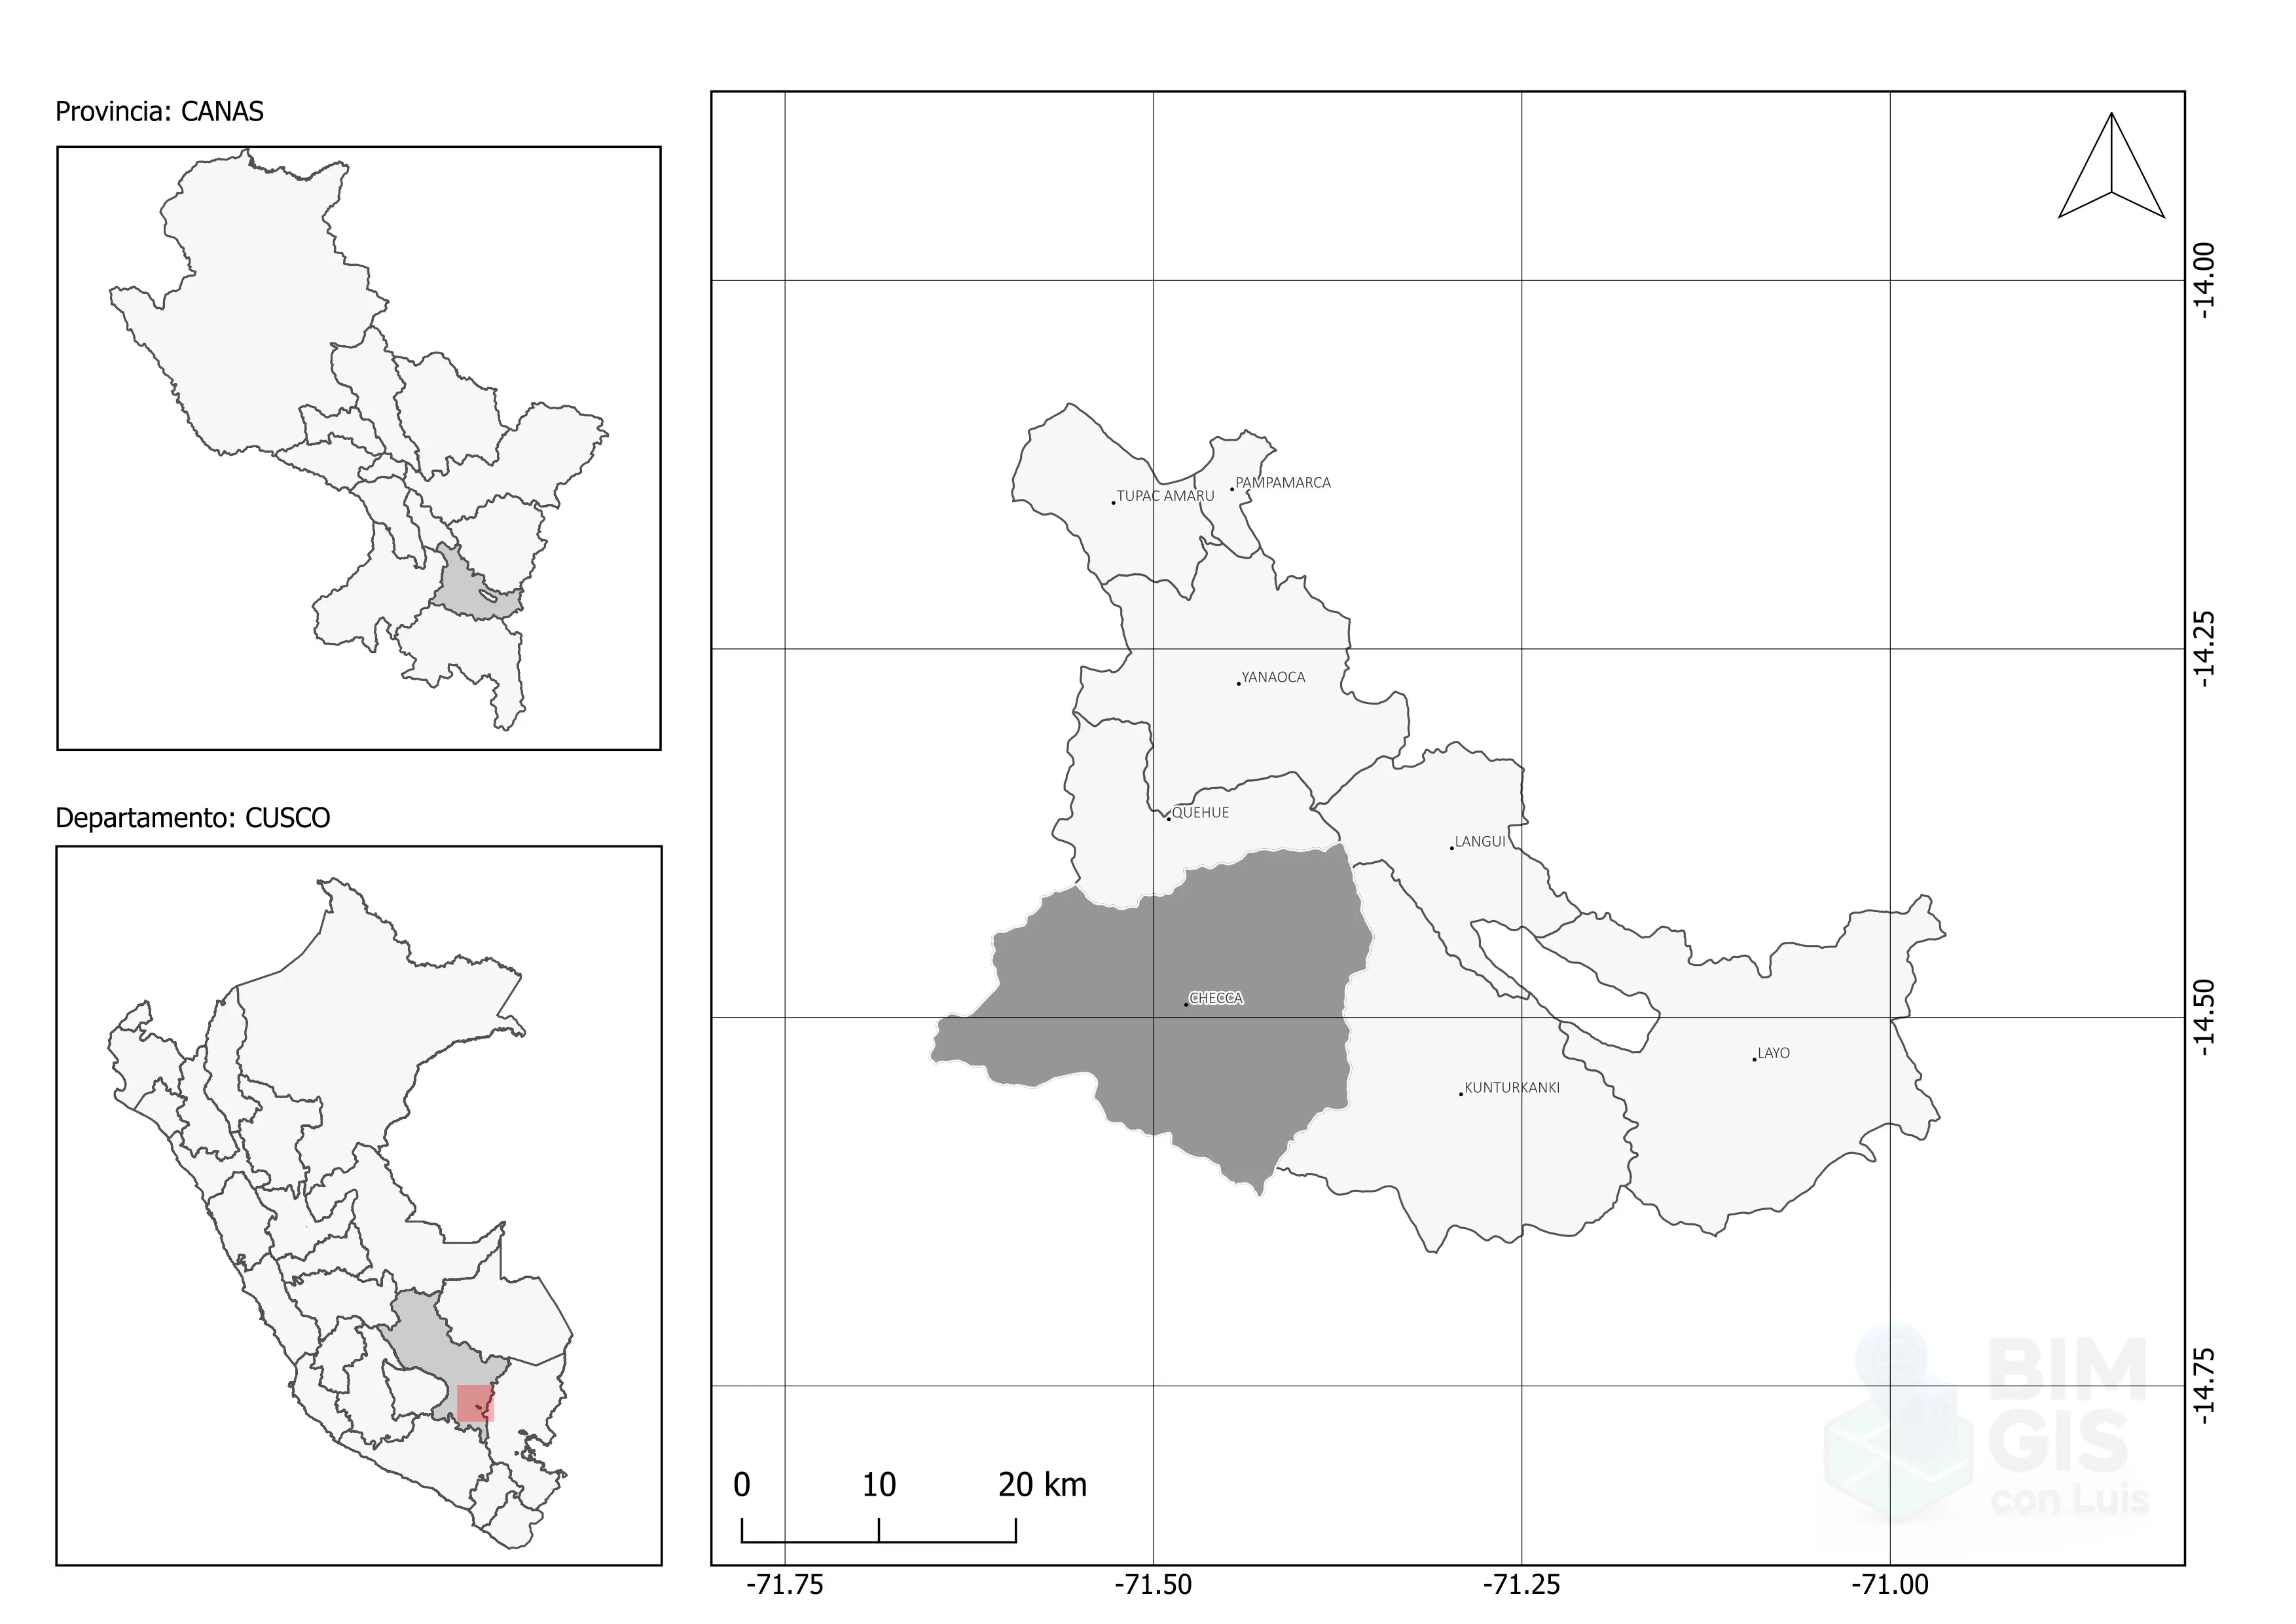 Provincia: CANAS
Departamento: CUSCO
TUPAC AMARU
PAMPAMARCA
YANAOCA
QUEHUE
LANGUI
CHECCA
LAYO
KUNTURKANKI
-14.00
-14.25
-14.50
-14.75
0 10 20 km
-71.75 -71.50 -71.25 -71.00
BIM
GIS
con Luis